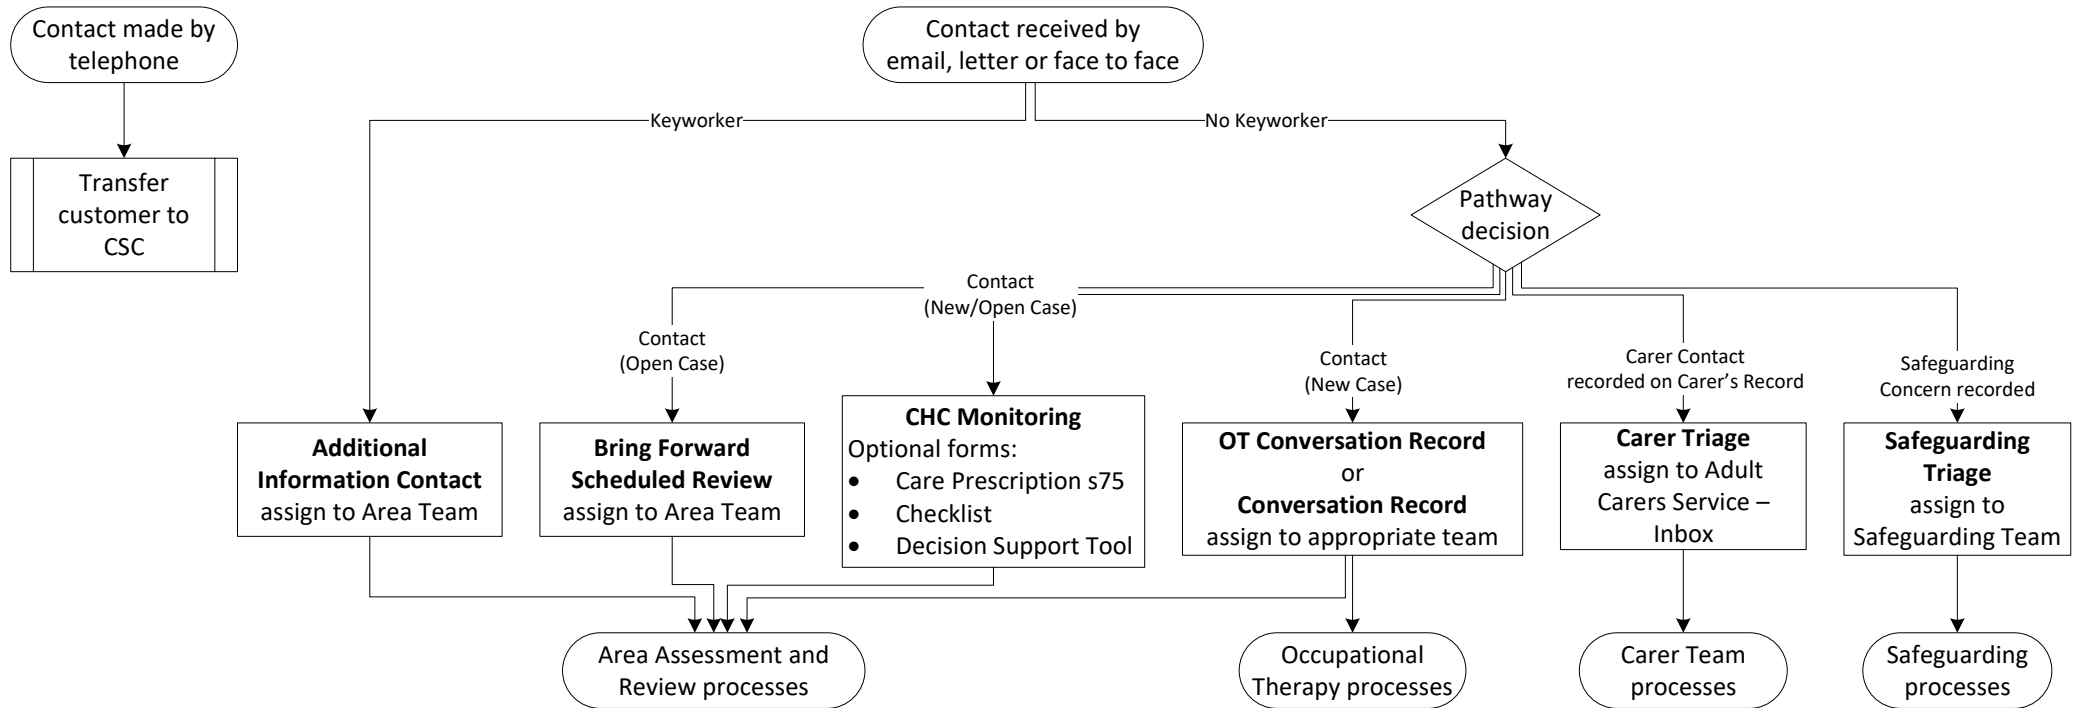 Contact made by
telephone
Contact received by
email, letter or face to face
Keyworker
No Keyworker
Transfer
customer to
CSC
Pathway
decision
Contact
(New/Open Case)
Contact
(Open Case)
Contact
(New Case)
Carer Contact
recorded on Carer’s Record
Safeguarding
Concern recorded
Additional
Information Contact
assign to Area Team
Bring Forward
Scheduled Review
assign to Area Team
CHC Monitoring
Optional forms:
• Care Prescription s75
• Checklist
• Decision Support Tool
OT Conversation Record
or
Conversation Record
assign to appropriate team
Carer Triage
assign to Adult
Carers Service –
Inbox
Safeguarding
Triage
assign to
Safeguarding Team
Area Assessment and
Review processes
Occupational
Therapy processes
Carer Team
processes
Safeguarding
processes